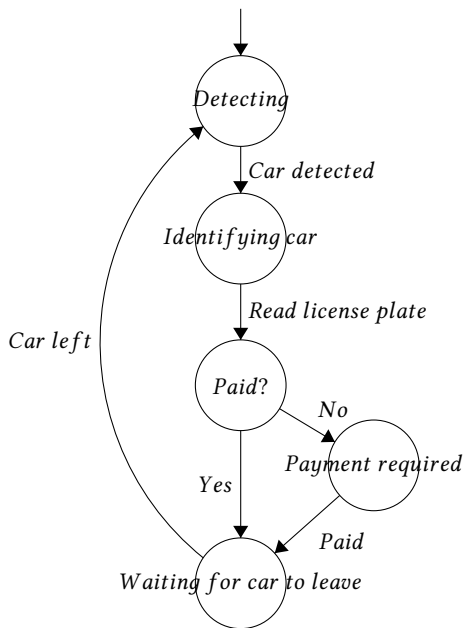 Detecting
Car detected
Identifying car
Read license plate
Car left
Paid?
No
Payment required
Yes
Paid
Waiting for car to leave